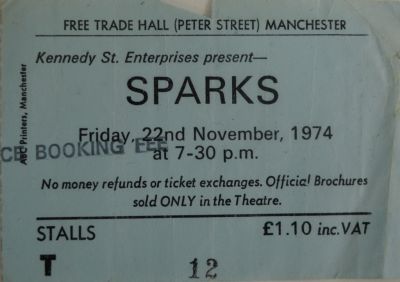 FREE TRADE HALL (PETER STREET) MANCHESTER
Kennedy St. Enterprises present—
SPARKS
Friday, 22nd November, 1974
CE BOOKING FEE
at 7-30 p.m.
No money refunds or ticket exchanges. Official Brochures
sold ONLY in the Theatre.
STALLS £1.10 inc. VAT
T 12
Printers, Manchester